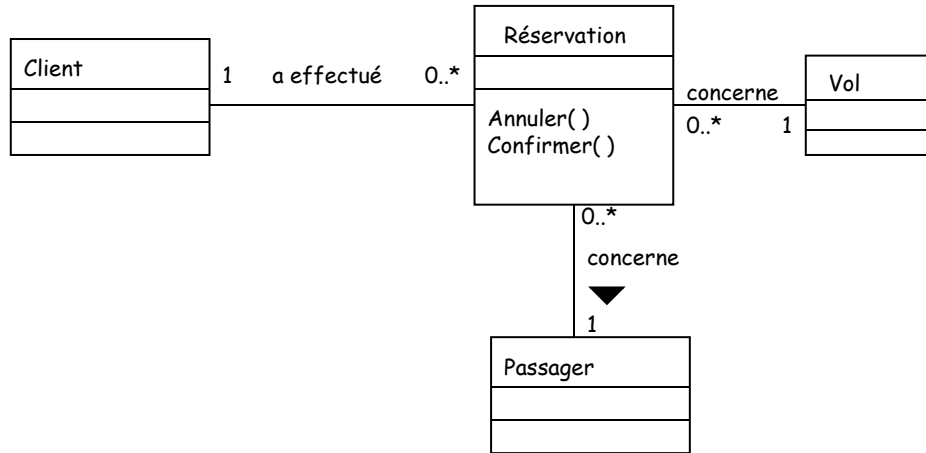 Client
1 a effectué 0..*
Réservation
Annuler( )
Confirmer( )
concerne
0..* 1
Vol
0..*
concerne
1
Passager